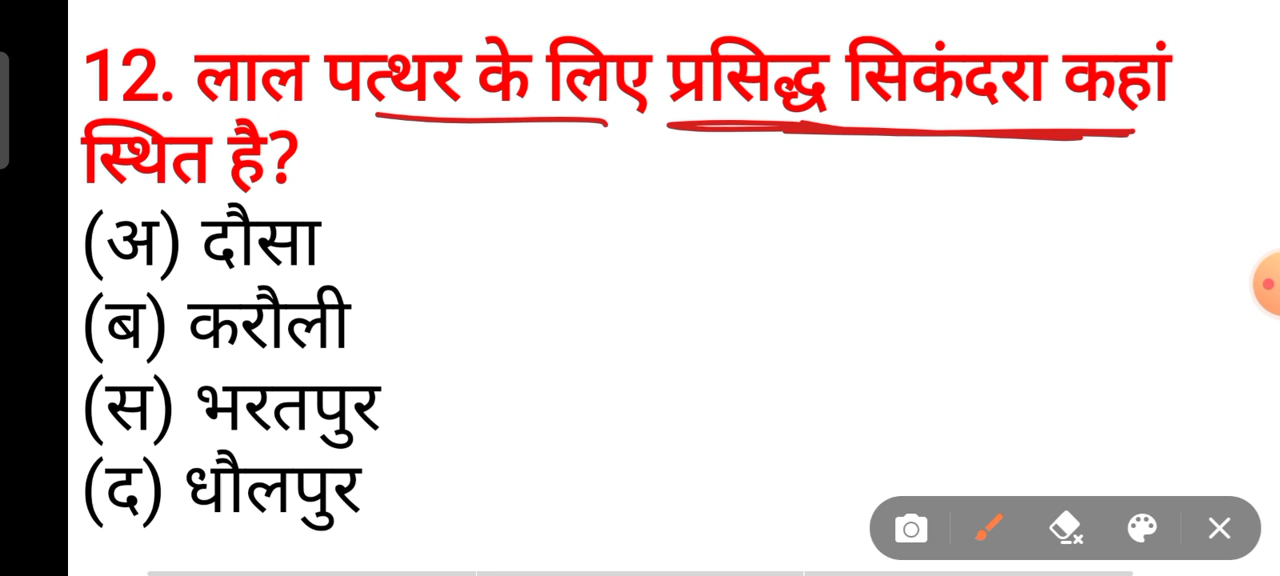 12. लाल पत्थर के लिए प्रसिद्ध सिकंदरा कहां
स्थित है?
(अ) दौसा
(ब) करौली
(स) भरतपुर
(द) धौलपुर